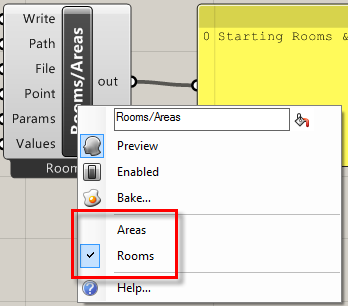 Write
Path
File
Point
Params
Values
Rooms/Areas
out
Room
0 Starting Rooms &
Rooms/Areas
Preview
Enabled
Bake...
Areas
Rooms
Help...